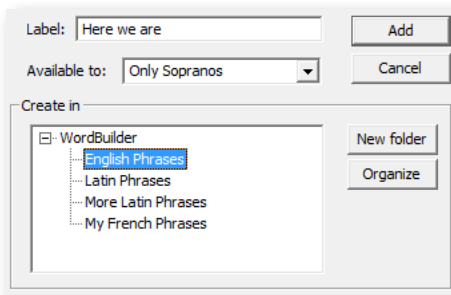 Label: Here we are Add
Available to: Only Sopranos Cancel
Create in
WordBuilder New folder
English Phrases
Latin Phrases Organize
More Latin Phrases
My French Phrases